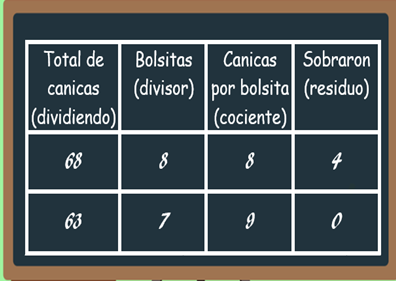 Total de canicas (dividiendo)
Bolsitas (divisor)
Canicas por bolsita (cociente)
Sobraron (residuo)
68 8 8 4
63 7 9 0